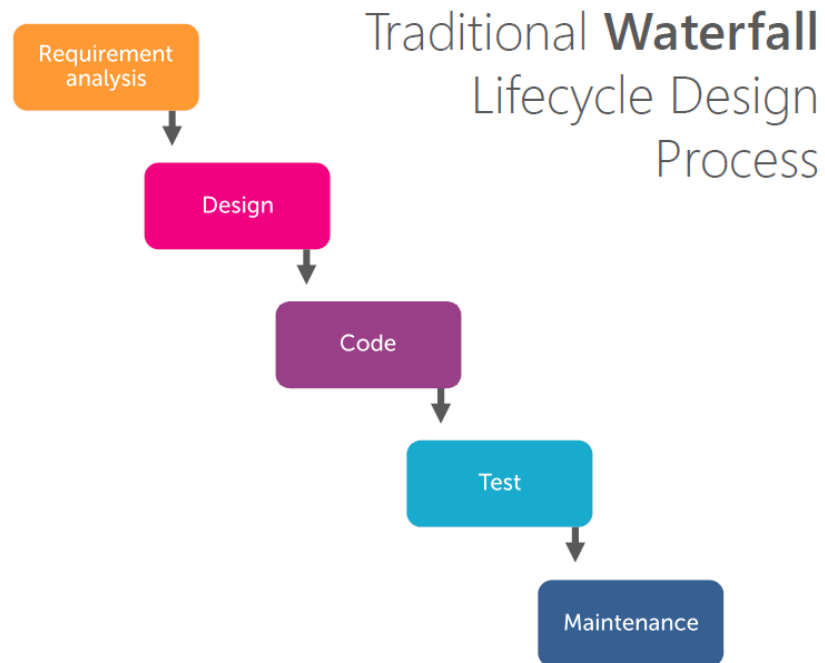 Traditional Waterfall
Lifecycle Design
Process
Requirement
analysis
Design
Code
Test
Maintenance